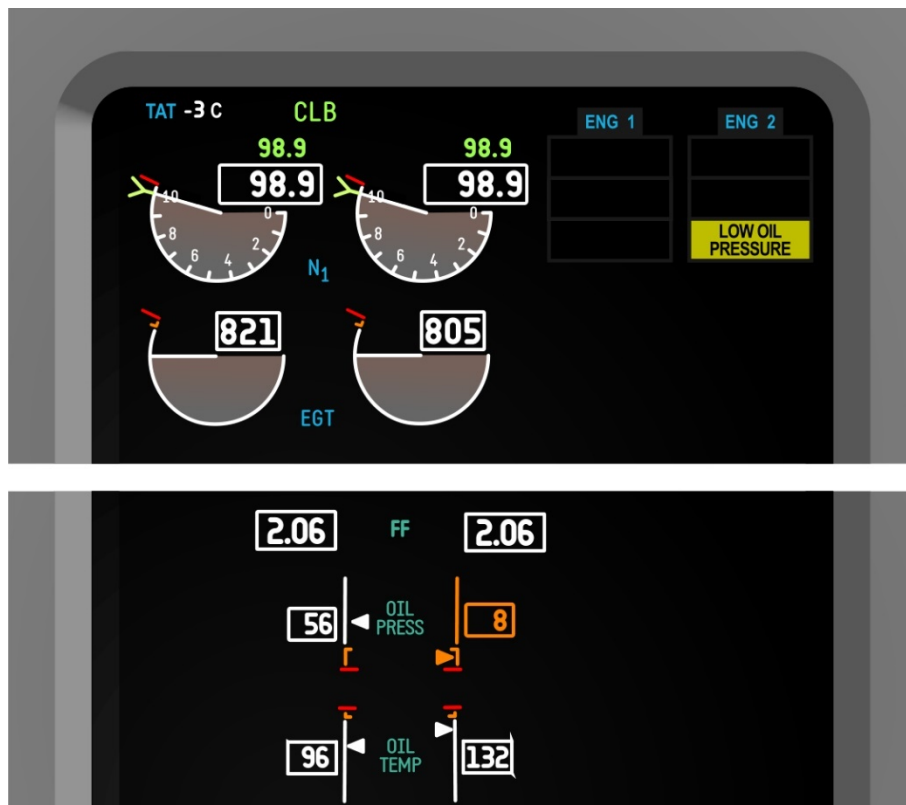 TAT -3 C CLB
ENG 1 ENG 2
98.9 98.9
98.9 98.9
10 0 10 0
8 2 8 2
6 4 6 4
N1
LOW OIL
PRESSURE
821 805
EGT
2.06 FF 2.06
56 OIL 8
PRESS
96 OIL 132
TEMP